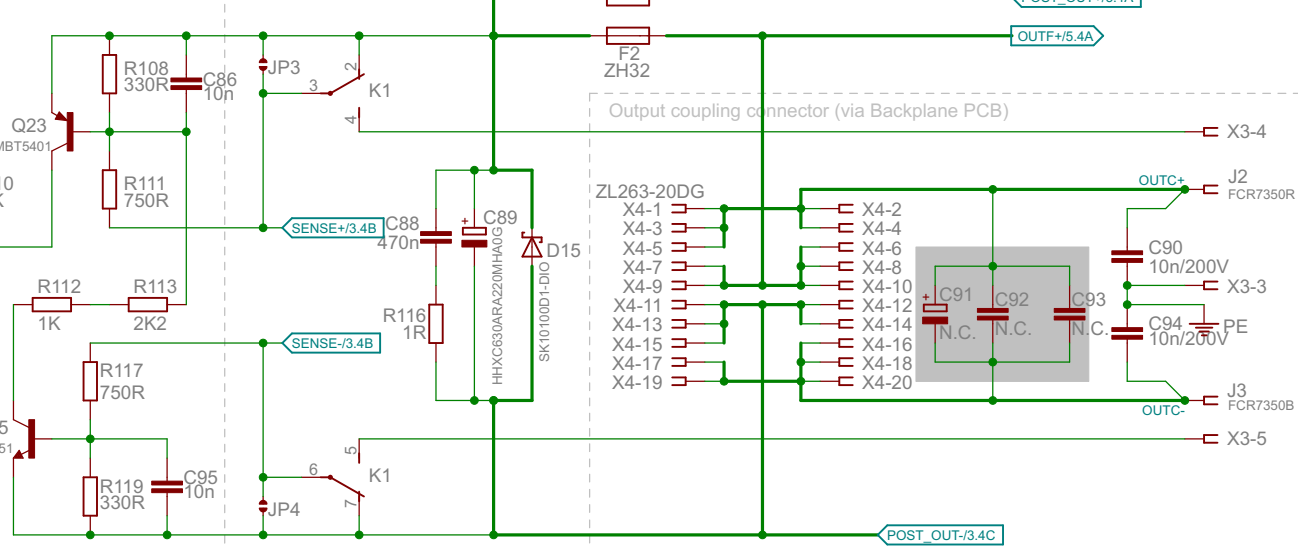 POST_OUT+/3.4A
OUTF+/5.4A
F2
ZH32
R108
330R
C86
10n
JP3
2
3
K1
4
Output coupling connector (via Backplane PCB)
Q23
MBT5401
X3-4
R111
750R
SENSE+/3.4B
C88
470n
+
C89
HHXC630ARA220MHA0G
D15
SK10100D1-DIO
ZL263-20DG
X4-1
X4-3
X4-5
X4-7
X4-9
X4-11
X4-13
X4-15
X4-17
X4-19
X4-2
X4-4
X4-6
X4-8
X4-10
X4-12
X4-14
X4-16
X4-18
X4-20
OUTC+
J2
FCR7350R
C90
10n/200V
X3-3
+
C91
N.C.
C92
N.C.
C93
N.C.
C94
10n/200V
PE
OUTC-
J3
FCR7350B
X3-5
R112
1K
R113
2K2
R116
1R
SENSE-/3.4B
R117
750R
R119
330R
C95
10n
5
6
K1
7
JP4
POST_OUT-/3.4C